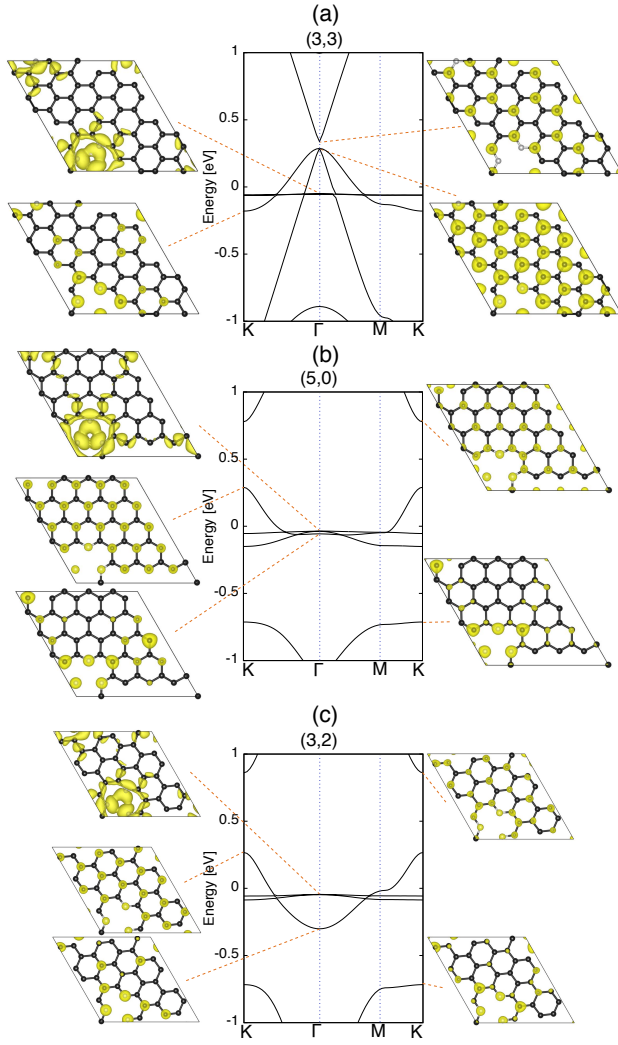 (a)
(3,3)
1
0.5
0
-0.5
-1
Energy [eV]
K Γ M K
(b)
(5,0)
1
0.5
0
-0.5
-1
Energy [eV]
K Γ M K
(c)
(3,2)
1
0.5
0
-0.5
-1
Energy [eV]
K Γ M K